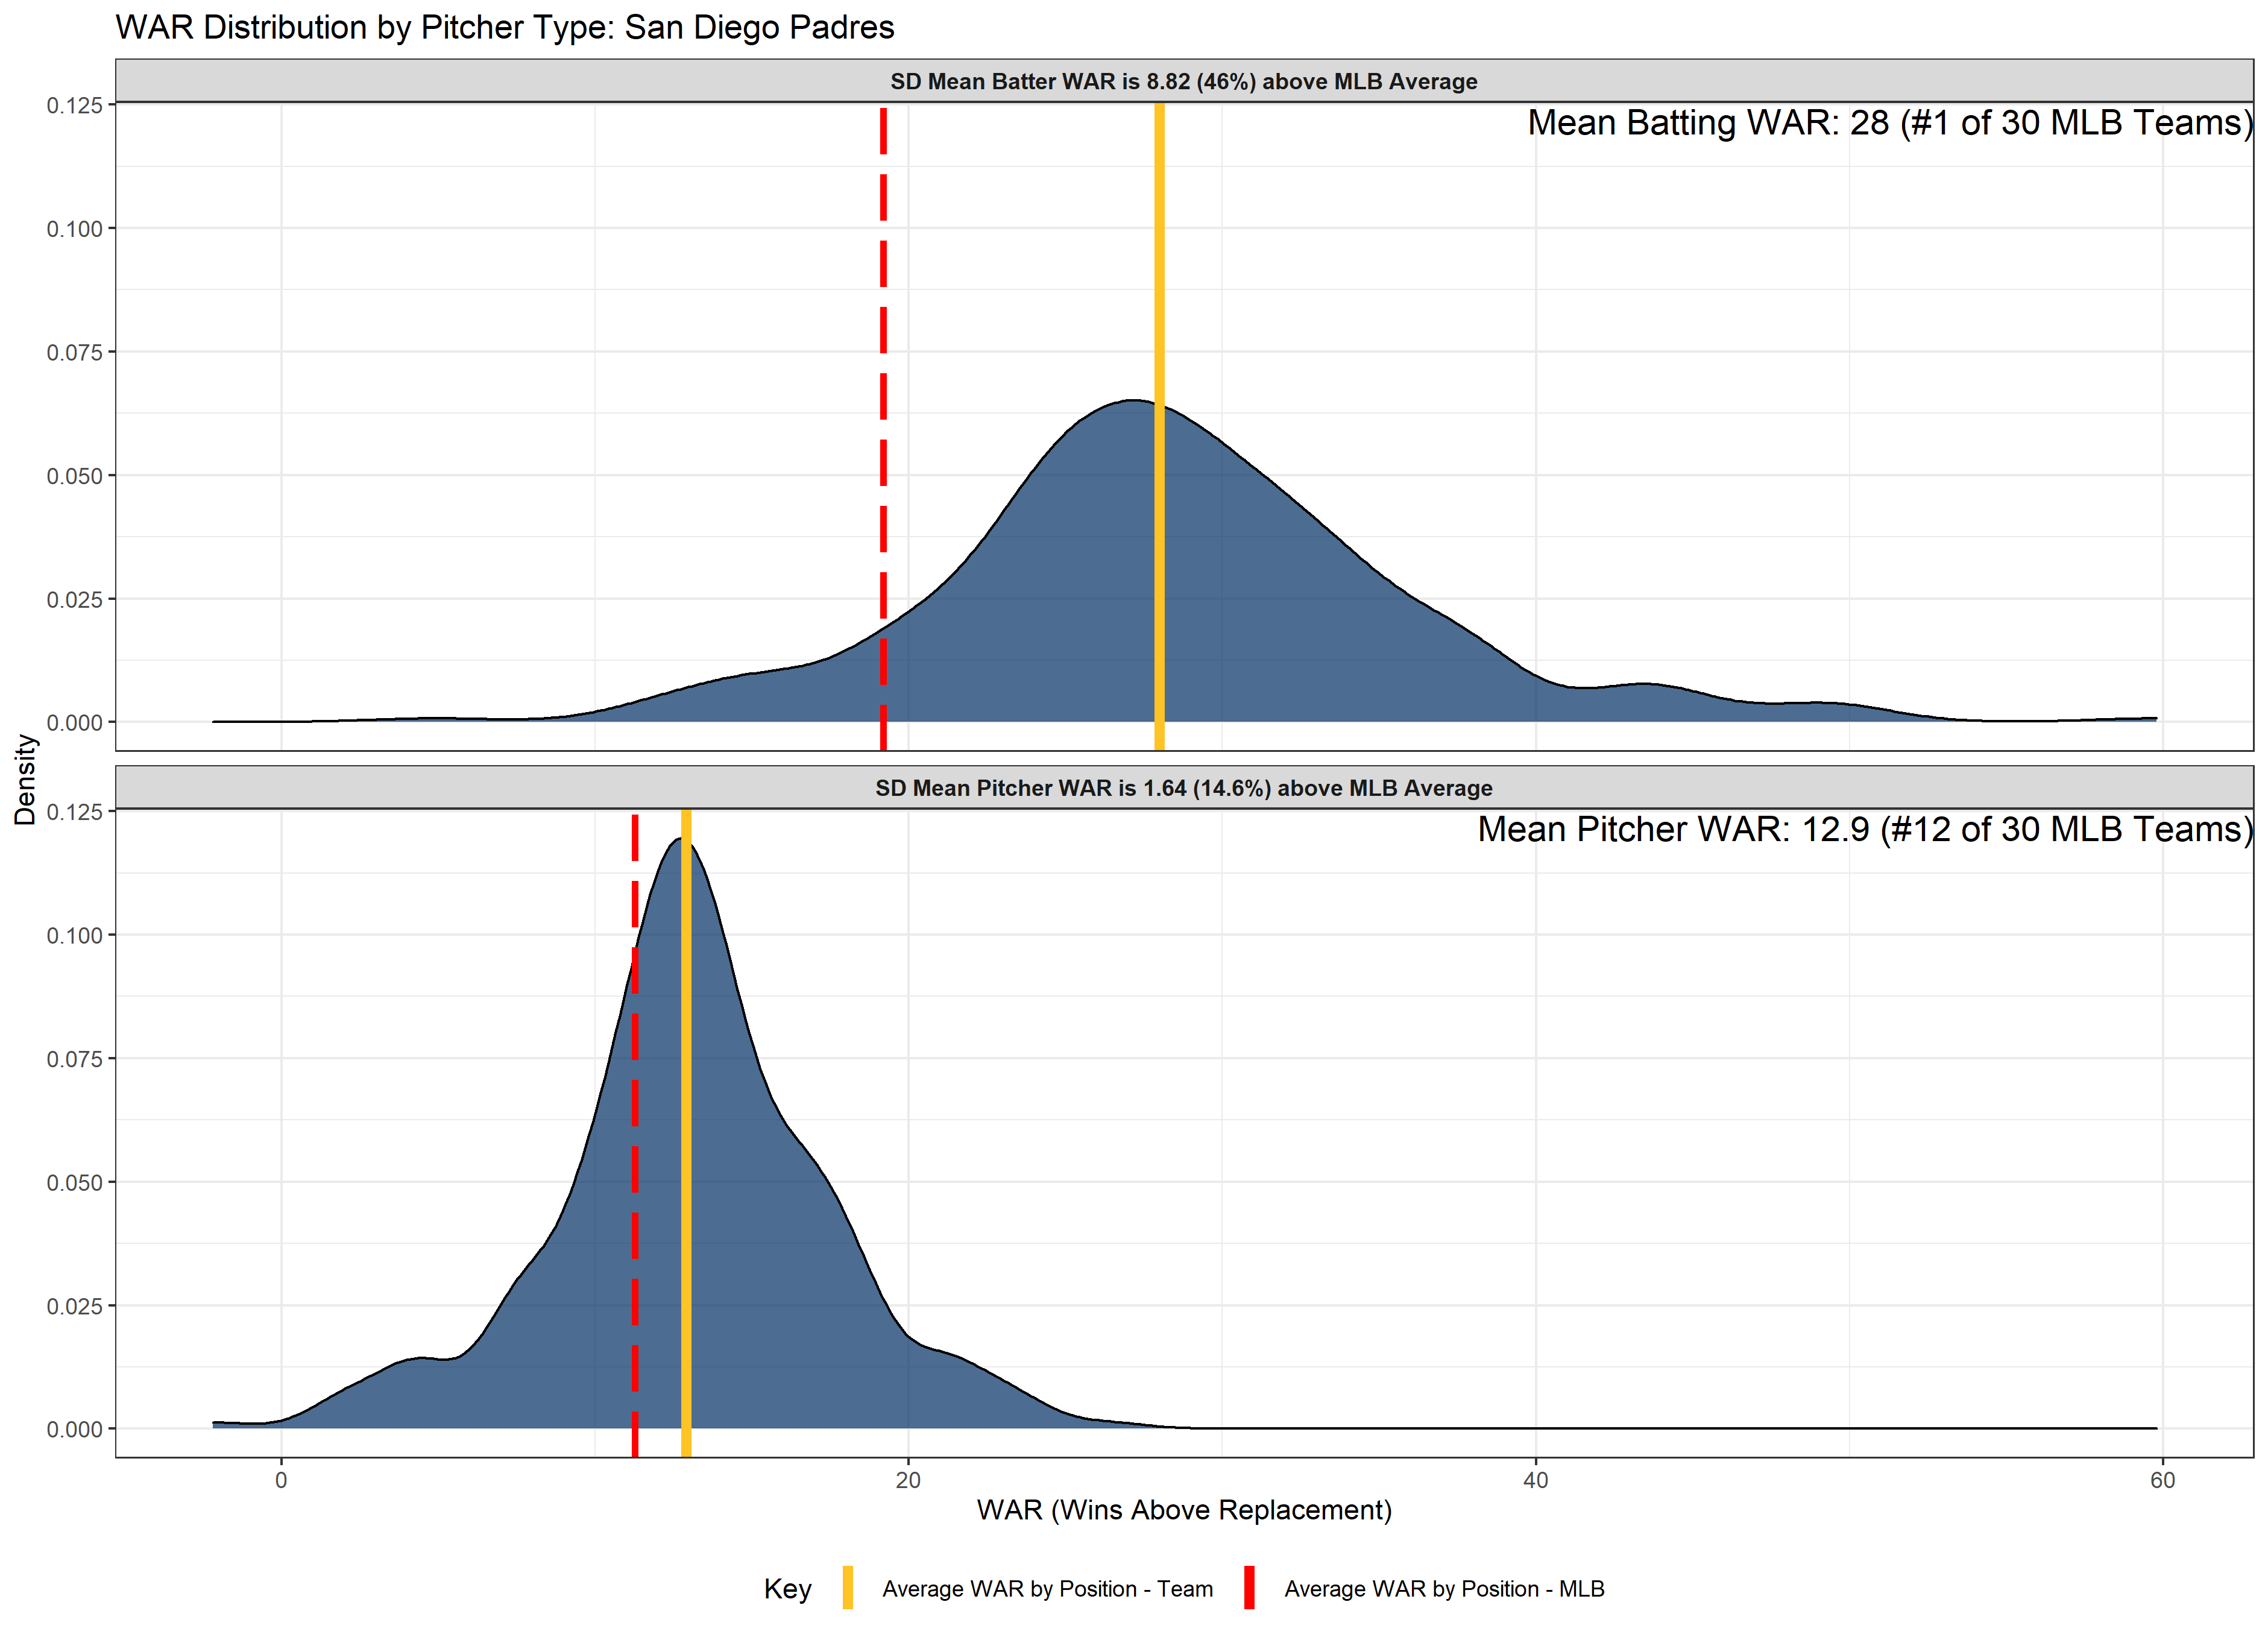 WAR Distribution by Pitcher Type: San Diego Padres
SD Mean Batter WAR is 8.82 (46%) above MLB Average
Mean Batting WAR: 28 (#1 of 30 MLB Teams)
0.125
0.100
0.075
0.050
0.025
0.000
Density
SD Mean Pitcher WAR is 1.64 (14.6%) above MLB Average
Mean Pitcher WAR: 12.9 (#12 of 30 MLB Teams)
0.125
0.100
0.075
0.050
0.025
0.000
0 20 40 60
WAR (Wins Above Replacement)
Key Average WAR by Position - Team Average WAR by Position - MLB